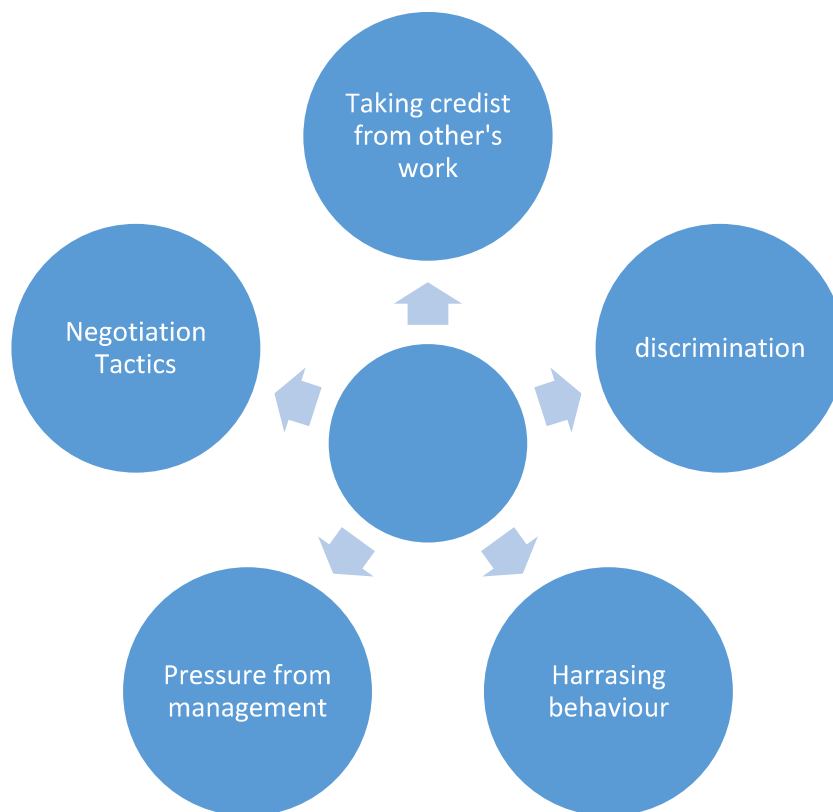 Taking credist
from other's
work
Negotiation
Tactics
discrimination
Pressure from
management
Harrasing
behaviour